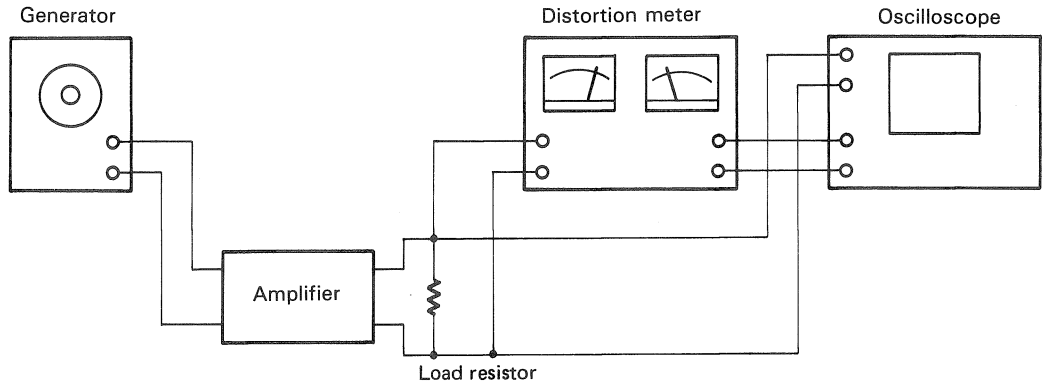 Generator
Distortion meter
Oscilloscope
Amplifier
Load resistor